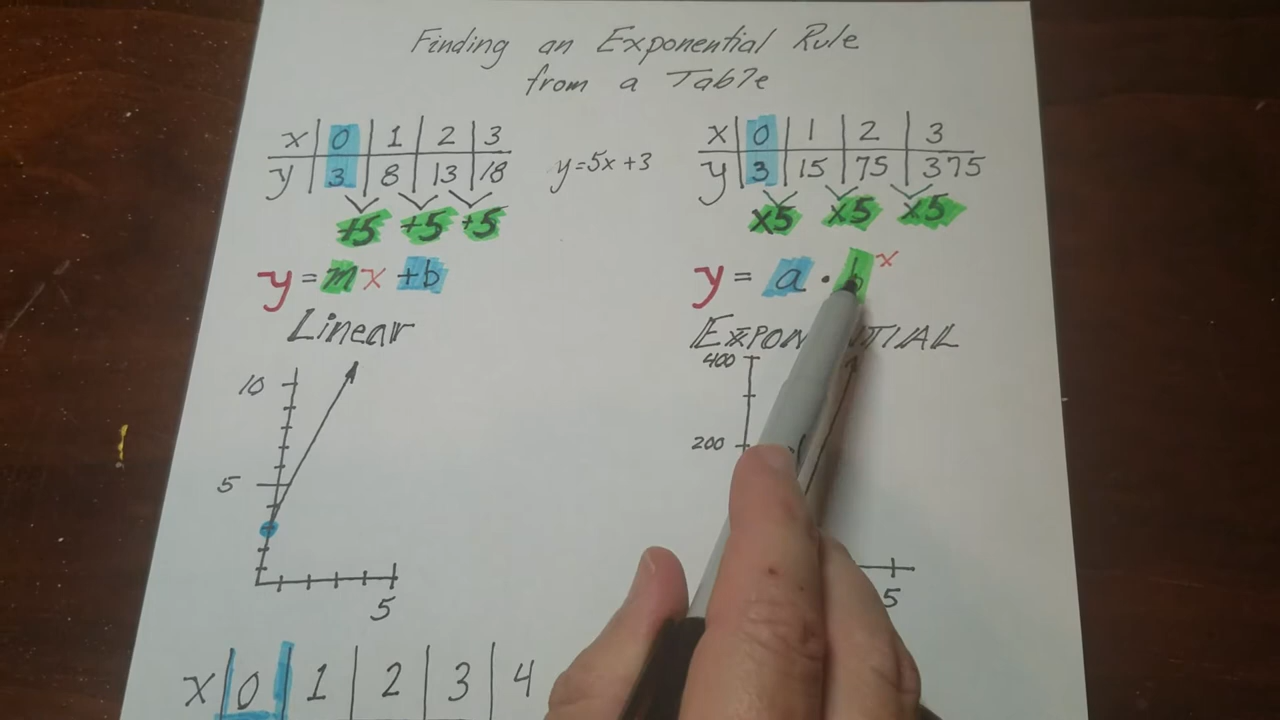 Finding an Exponential Rule
from a Table
x 0 1 2 3
y 3 8 13 18
+5 +5 +5
y=5x+3
x 0 1 2 3
y 3 15 75 375
x5 x5 x5
y = mx + b
Linear
10
5
5
y = a · b x
400
200
5
x 0 1 2 3 4